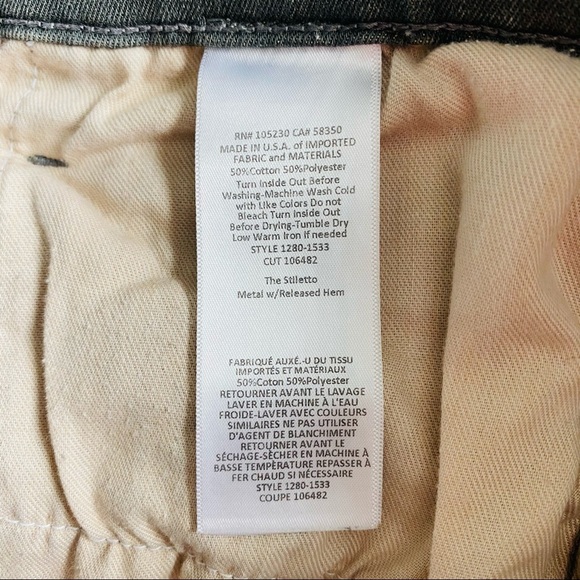 RN# 105230 CA# 58350
MADE IN U.S.A. of IMPORTED
FABRIC and MATERIALS
50%Cotton 50%Polyester
Turn Inside Out Before
Washing-Machine Wash Cold
with Like Colors Do not
Bleach Turn Inside Out
Before Drying-Tumble Dry
Low Warm Iron if needed
STYLE 1280-1533
CUT 106482
The Stiletto
Metal w/Released Hem
FABRIQUÉ AUXÉ.-U DU TISSU
IMPORTÉS ET MATÉRIAUX
50%Coton 50%Polyester
RETOURNER AVANT LE LAVAGE
LAVER EN MACHINE À L'EAU
FROIDE-LAVER AVEC COULEURS
SIMILAIRES NE PAS UTILISER
D'AGENT DE BLANCHIMENT
RETOURNER AVANT LE
SÉCHAGE-SÈCHER EN MACHINE À
BASSE TEMPÈRATURE REPASSER À
FER CHAUD SI NÉCESSAIRE
STYLE 1280-1533
COUPE 106482